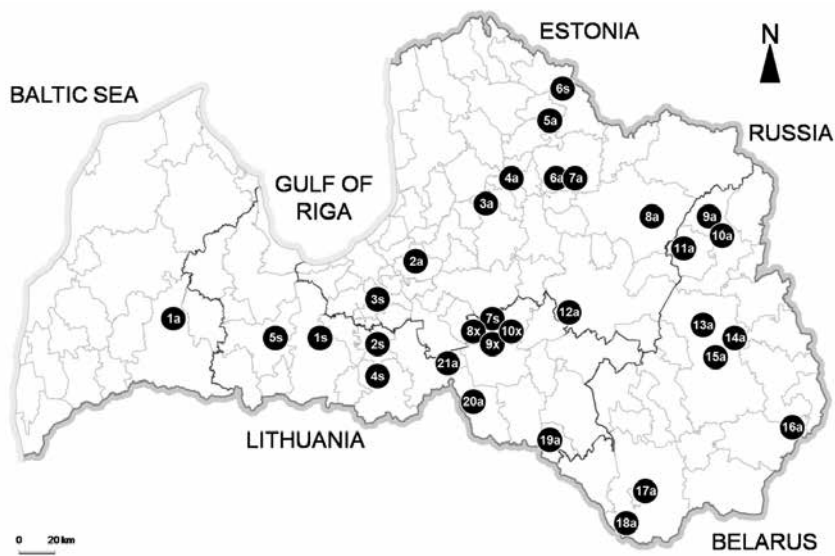 ESTONIA
N
BALTIC SEA
6s
5a
RUSSIA
GULF OF
RIGA
4a
6a
7a
3a
8a
9a
10a
11a
2a
3s
1a
5s
1s
2s
4s
7s
8x
10x
9x
12a
13a
14a
15a
21a
20a
LITHUANIA
19a
16a
17a
18a
0 20 km
BELARUS